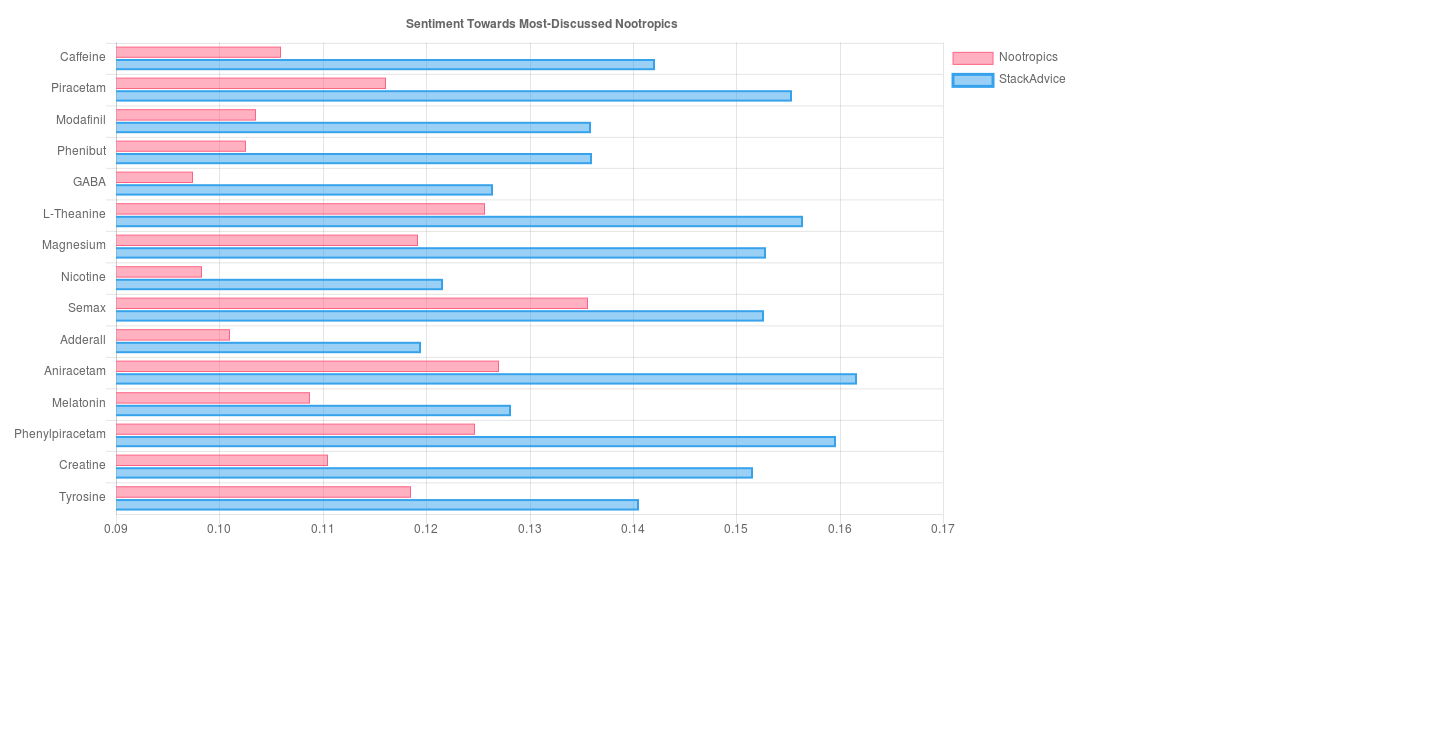 Sentiment Towards Most-Discussed Nootropics
Nootropics
StackAdvice
Caffeine
Piracetam
Modafinil
Phenibut
GABA
L-Theanine
Magnesium
Nicotine
Semax
Adderall
Aniracetam
Melatonin
Phenylpiracetam
Creatine
Tyrosine
0.09 0.10 0.11 0.12 0.13 0.14 0.15 0.16 0.17